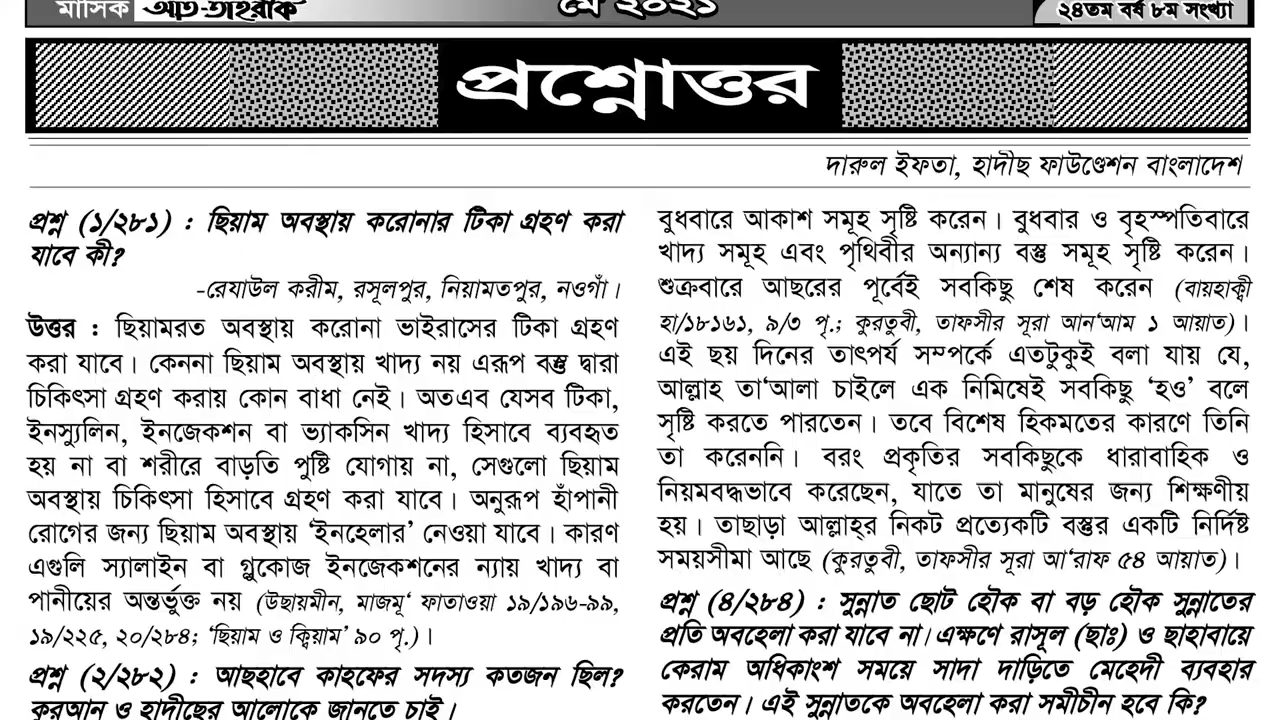 মাসিক আত-তাহরীক
মে ২০২১
২৪তম বর্ষ ৮ম সংখ্যা
প্রশ্নোত্তর
দারুল ইফতা, হাদীছ ফাউণ্ডেশন বাংলাদেশ
প্রশ্ন (১/২৮১) : ছিয়াম অবস্থায় করোনার টিকা গ্রহণ করা
যাবে কী?
-রেযাউল করীম, রসূলপুর, নিয়ামতপুর, নওগাঁ।
উত্তর : ছিয়ামরত অবস্থায় করোনা ভাইরাসের টিকা গ্রহণ
করা যাবে। কেননা ছিয়াম অবস্থায় খাদ্য নয় এরূপ বস্তু দ্বারা
চিকিৎসা গ্রহণ করায় কোন বাধা নেই। অতএব যেসব টিকা,
ইনস্যুলিন, ইনজেকশন বা ভ্যাকসিন খাদ্য হিসাবে ব্যবহৃত
হয় না বা শরীরে বাড়তি পুষ্টি যোগায় না, সেগুলো ছিয়াম
অবস্থায় চিকিৎসা হিসাবে গ্রহণ করা যাবে। অনুরূপ হাঁপানী
রোগের জন্য ছিয়াম অবস্থায় ‘ইনহেলার’ নেওয়া যাবে। কারণ
এগুলি স্যালাইন বা গ্লুকোজ ইনজেকশনের ন্যায় খাদ্য বা
পানীয়ের অন্তর্ভুক্ত নয় (উছায়মীন, মাজমূ‘ ফাতাওয়া ১৯/১৯৬-৯৯,
১৯/২২৫, ২০/২৮৪; ‘ছিয়াম ও ক্বিয়াম’ ৯০ পৃ.)।
প্রশ্ন (২/২৮২) : আছহাবে কাহফের সদস্য কতজন ছিল?
কুরআন ও হাদীছের আলোকে জানতে চাই।
বুধবারে আকাশ সমূহ সৃষ্টি করেন। বুধবার ও বৃহস্পতিবারে
খাদ্য সমূহ এবং পৃথিবীর অন্যান্য বস্তু সমূহ সৃষ্টি করেন।
শুক্রবারে আছরের পূর্বেই সবকিছু শেষ করেন (বায়হাক্বী
হা/১৮১৬১, ৯/৩ পৃ.; কুরতুবী, তাফসীর সূরা আন‘আম ১ আয়াত)।
এই ছয় দিনের তাৎপর্য সম্পর্কে এতটুকুই বলা যায় যে,
আল্লাহ তা‘আলা চাইলে এক নিমিষেই সবকিছু ‘হও’ বলে
সৃষ্টি করতে পারতেন। তবে বিশেষ হিকমতের কারণে তিনি
তা করেননি। বরং প্রকৃতির সবকিছুকে ধারাবাহিক ও
নিয়মবদ্ধভাবে করেছেন, যাতে তা মানুষের জন্য শিক্ষণীয়
হয়। তাছাড়া আল্লাহ্‌র নিকট প্রত্যেকটি বস্তুর একটি নির্দিষ্ট
সময়সীমা আছে (কুরতুবী, তাফসীর সূরা আ‘রাফ ৫৪ আয়াত)।
প্রশ্ন (৪/২৮৪) : সুন্নাত ছোট হৌক বা বড় হৌক সুন্নাতের
প্রতি অবহেলা করা যাবে না। এক্ষণে রাসূল (ছাঃ) ও ছাহাবায়ে
কেরাম অধিকাংশ সময়ে সাদা দাড়িতে মেহেদী ব্যবহার
করতেন। এই সুন্নাতকে অবহেলা করা সমীচীন হবে কি?